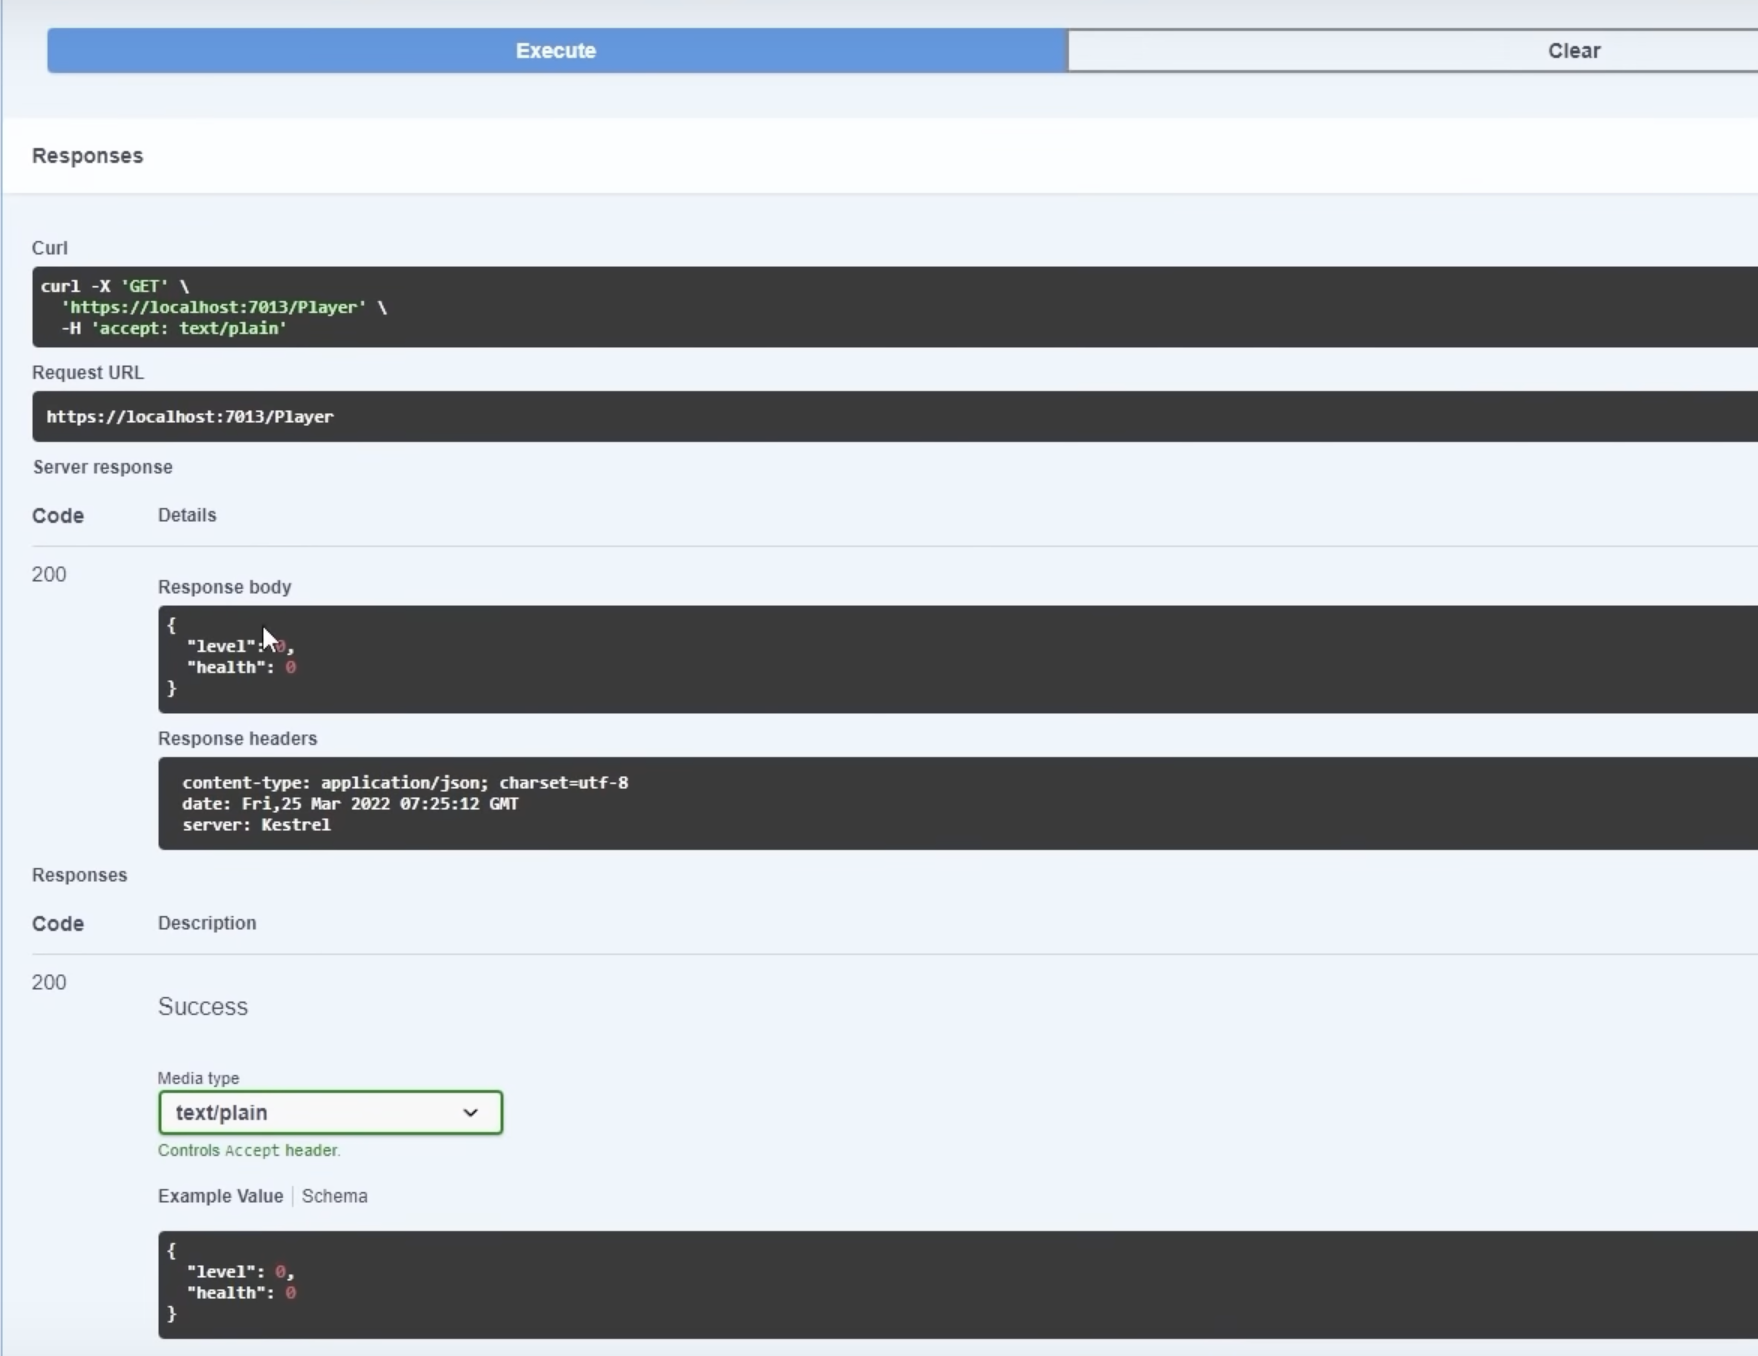 Execute
Clear
Responses
Curl
curl -X 'GET' \
'https://localhost:7013/Player' \
-H 'accept: text/plain'
Request URL
https://localhost:7013/Player
Server response
Code Details
200
Response body
{
"level": 0,
"health": 0
}
Response headers
content-type: application/json; charset=utf-8
date: Fri,25 Mar 2022 07:25:12 GMT
server: Kestrel
Responses
Code Description
200
Success
Media type
text/plain
Controls Accept header.
Example Value Schema
{
"level": 0,
"health": 0
}